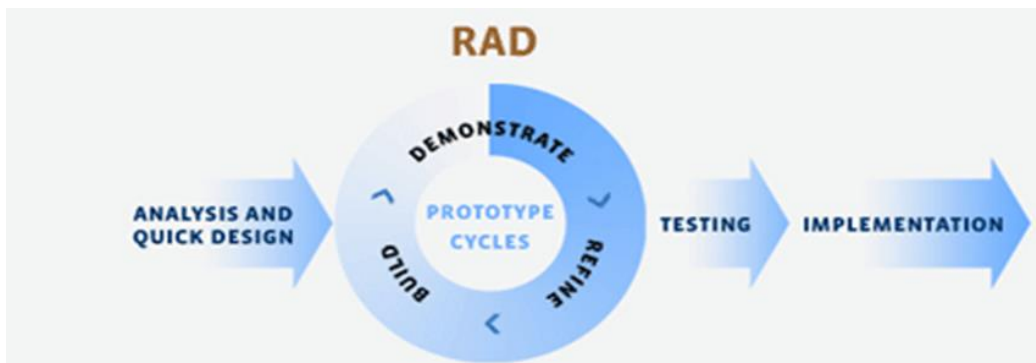 RAD
ANALYSIS AND
QUICK DESIGN
DEMONSTRATE
REFINE
BUILD
PROTOTYPE
CYCLES
TESTING
IMPLEMENTATION